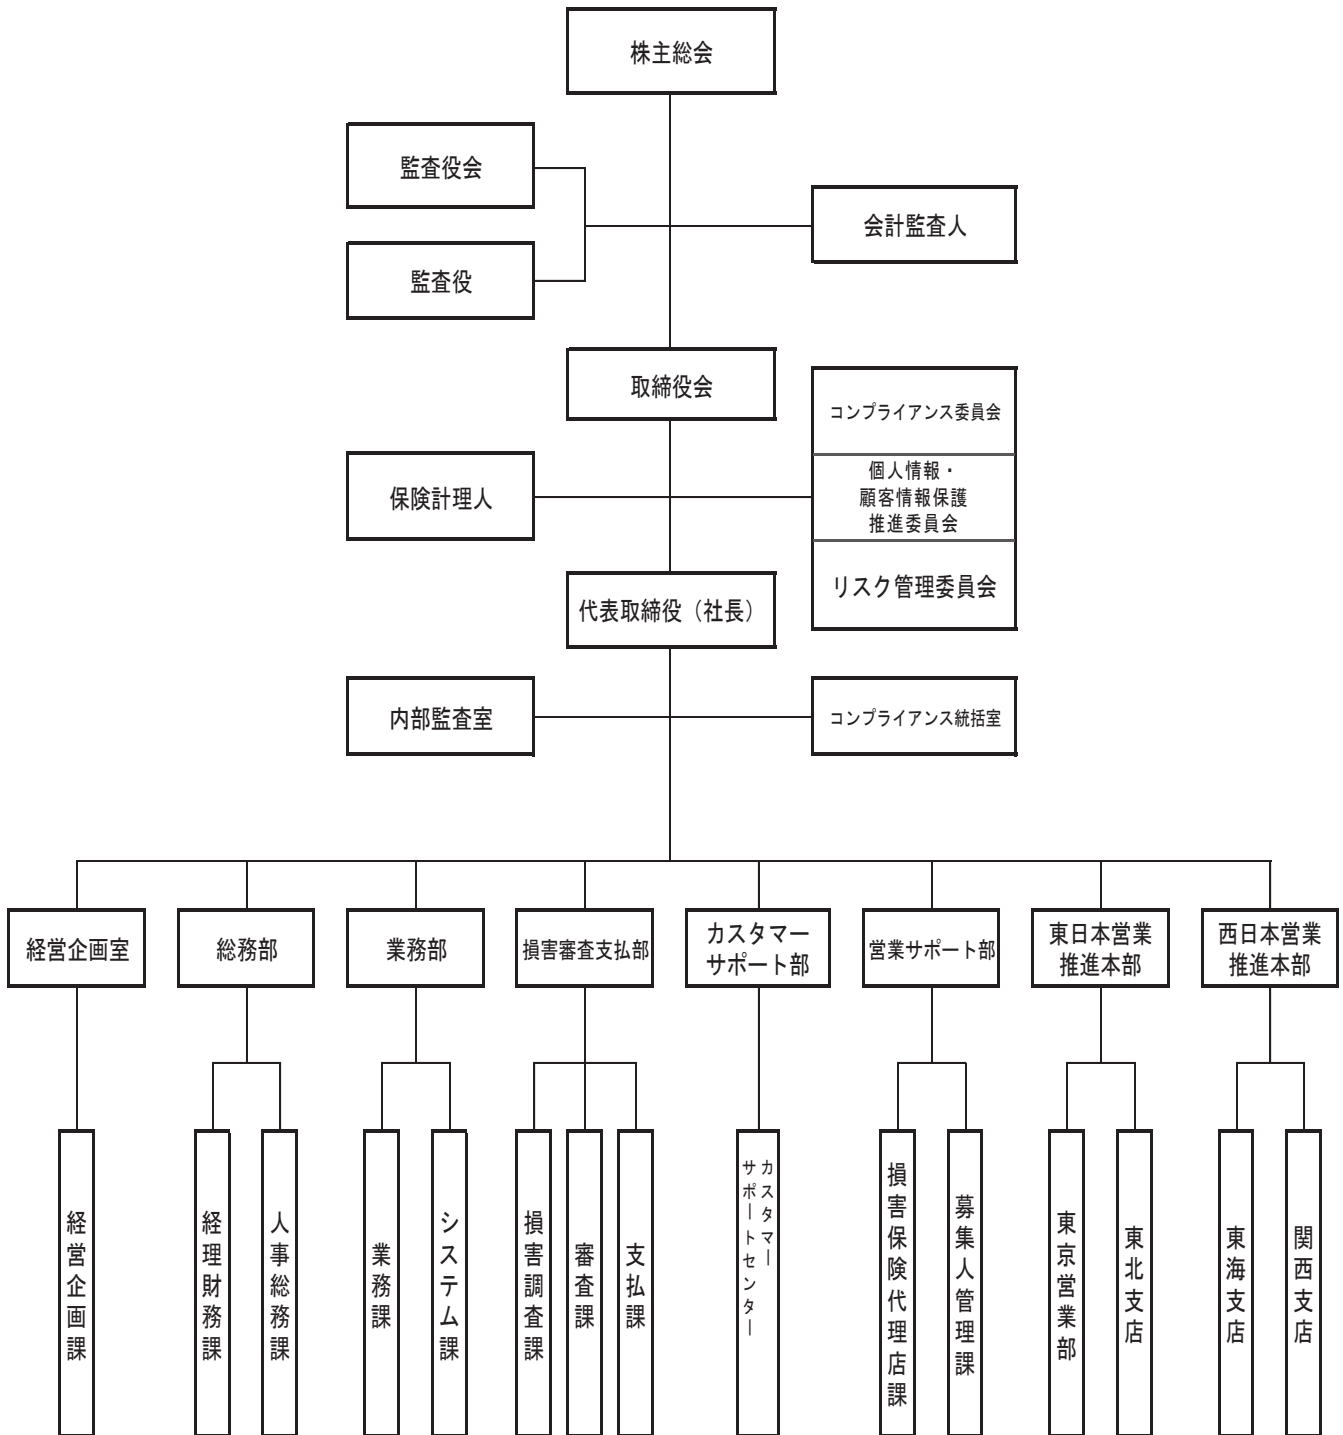 株主総会
監査役会
会計監査人
監査役
取締役会
コンプライアンス委員会
個人情報・
顧客情報保護
推進委員会
保険計理人
リスク管理委員会
代表取締役（社長）
内部監査室
コンプライアンス統括室
経営企画室
総務部
業務部
損害審査支払部
カスタマー
サポート部
営業サポート部
東日本営業
推進本部
西日本営業
推進本部
経営企画課
経理財務課
人事総務課
業務課
システム課
損害調査課
審査課
支払課
カスタマー
サポートセンター
損害保険代理店課
募集人管理課
東京営業部
東北支店
東海支店
関西支店